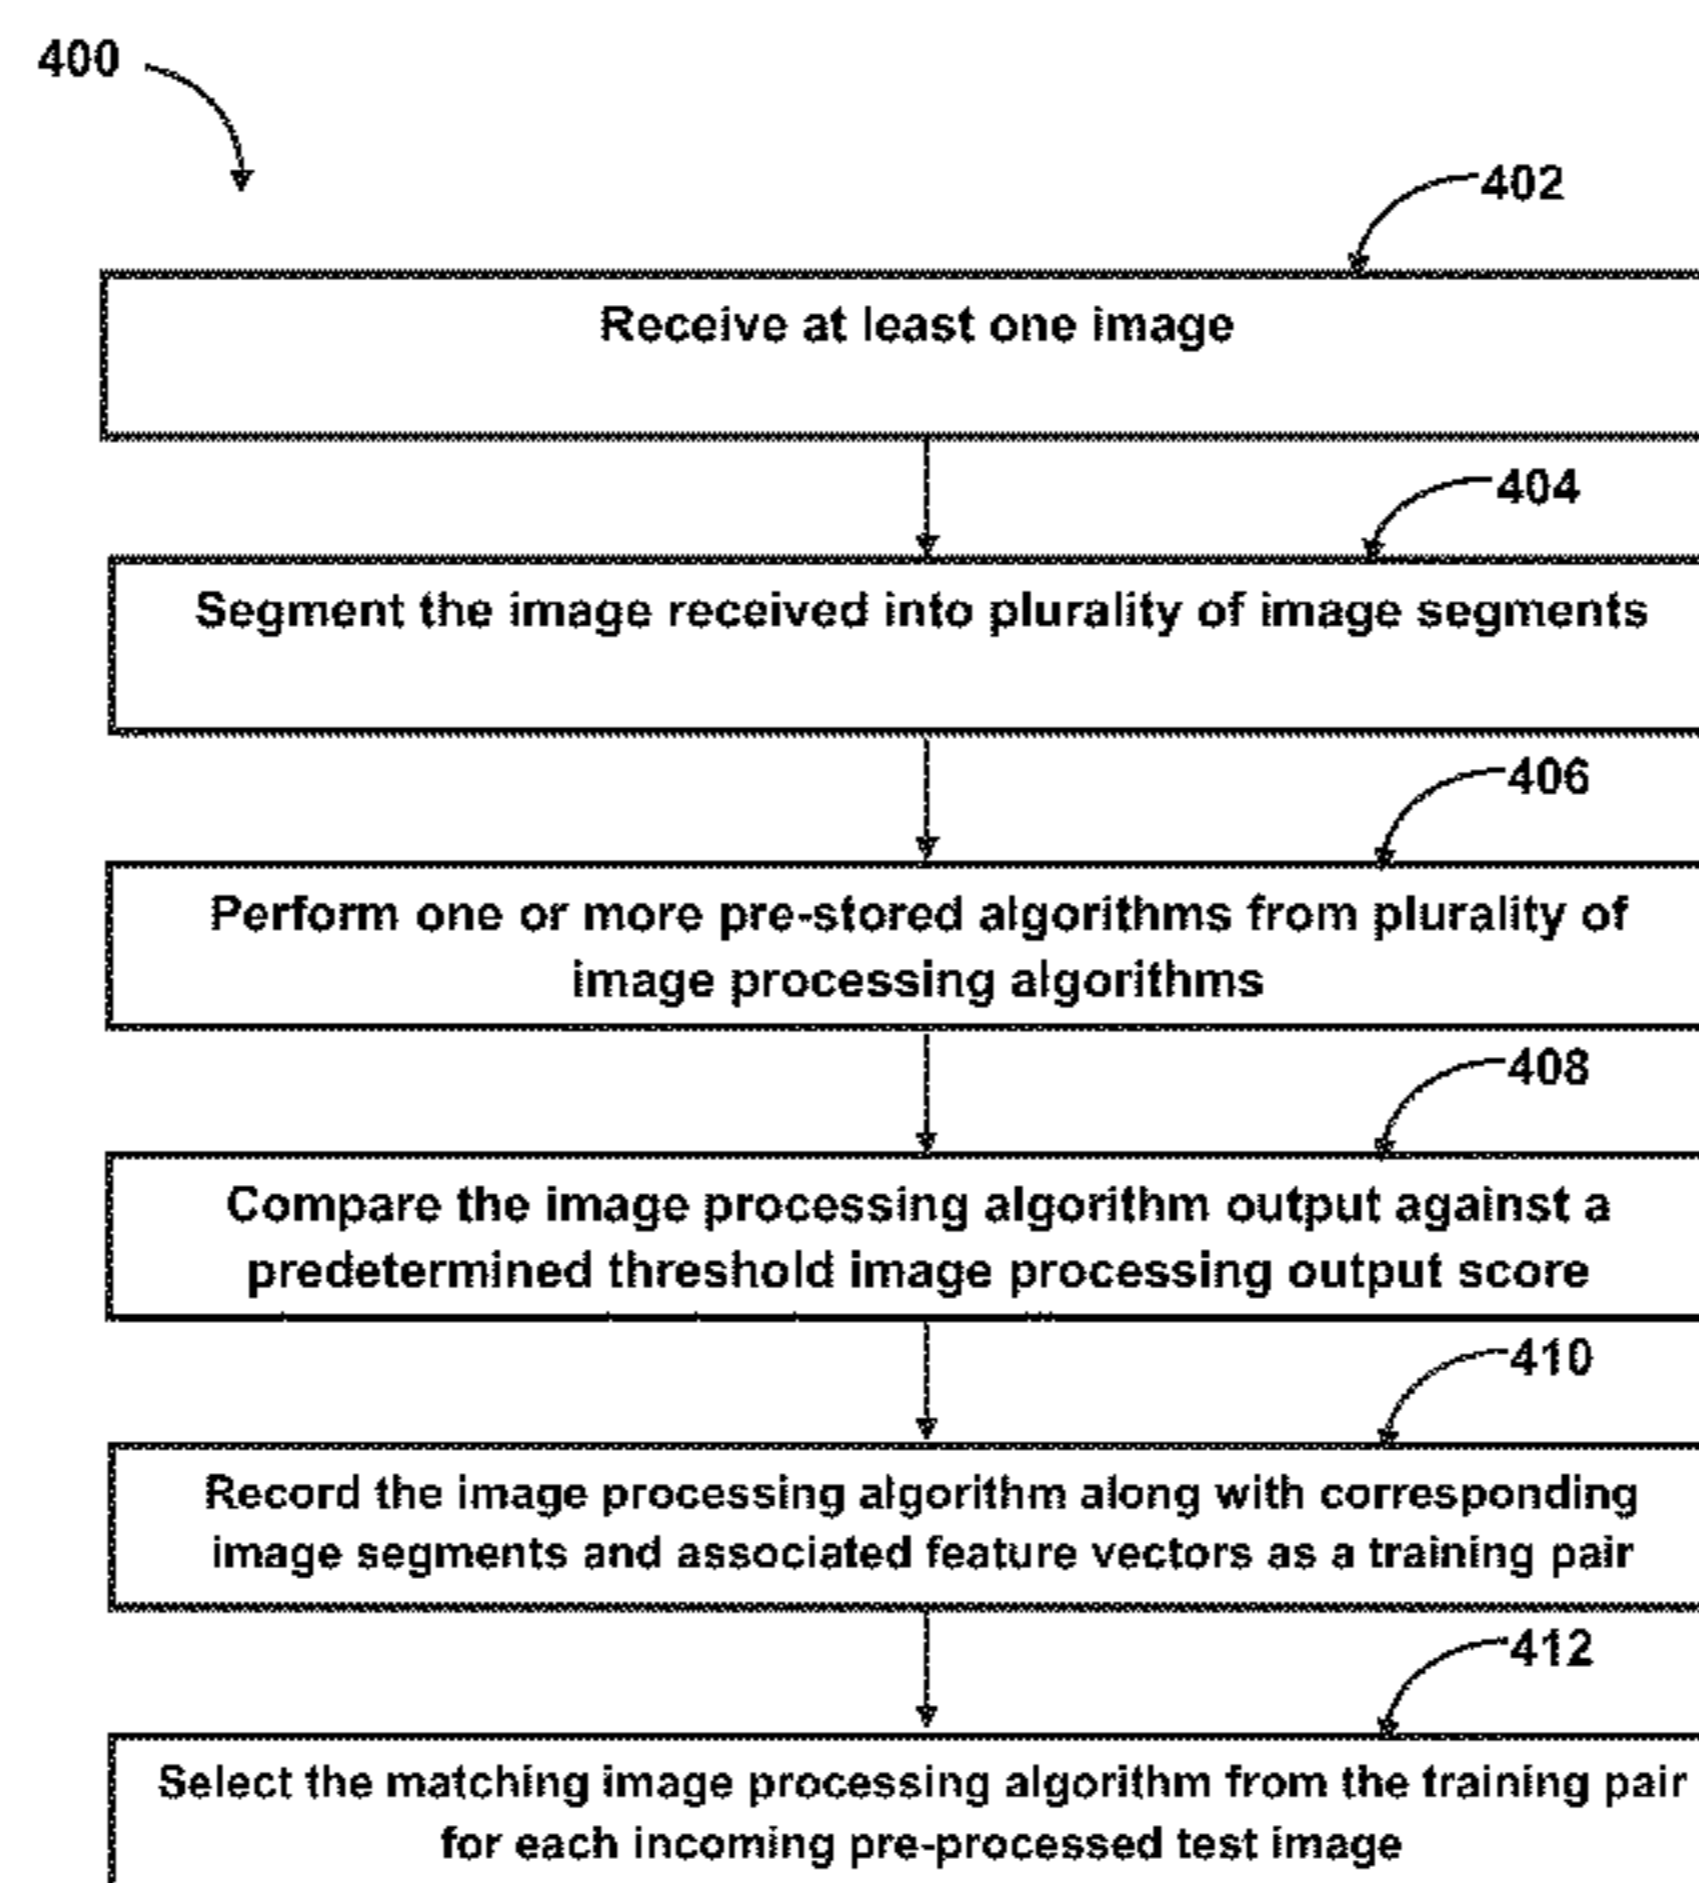 400
402
Receive at least one image
404
Segment the image received into plurality of image segments
406
Perform one or more pre-stored algorithms from plurality of
image processing algorithms
408
Compare the image processing algorithm output against a
predetermined threshold image processing output score
410
Record the image processing algorithm along with corresponding
image segments and associated feature vectors as a training pair
412
Select the matching image processing algorithm from the training pair
for each incoming pre-processed test image